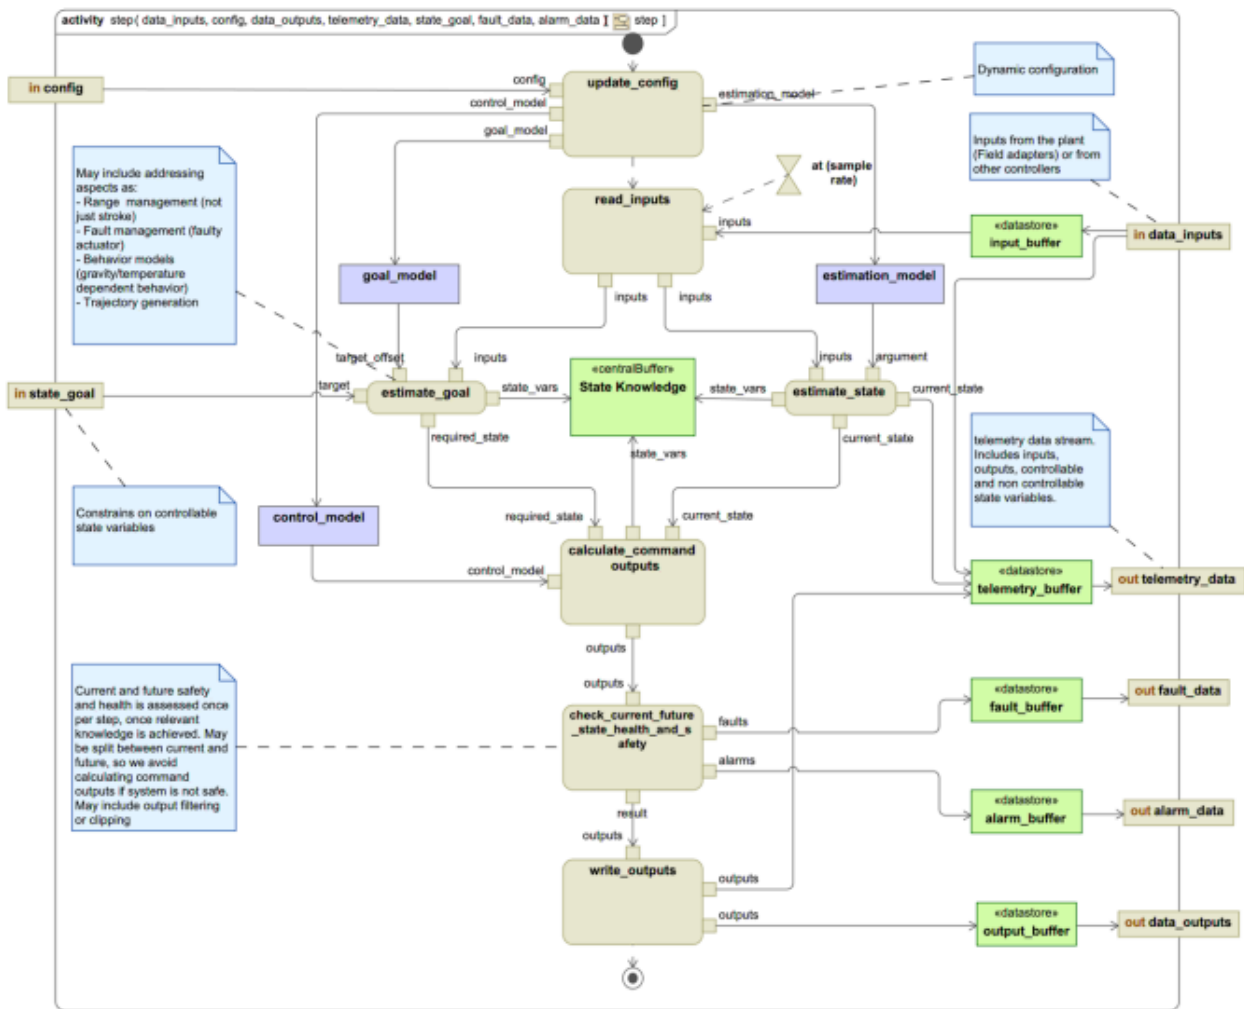 activity step( data_inputs, config, data_outputs, telemetry_data, state_goal, fault_data, alarm_data ) [ step ]
in config
config
control_model
goal_model
update_config
estimation_model
Dynamic configuration
May include addressing
aspects as:
- Range management (not
just stroke)
- Fault management (faulty
actuator)
- Behavior models
(gravity/temperature
dependent behavior)
- Trajectory generation
at (sample
rate)
Inputs from the plant
(Field adapters) or from
other controllers
read_inputs
inputs
«datastore»
input_buffer
in data_inputs
goal_model
estimation_model
inputs
inputs
target_offset
inputs
inputs
argument
in state_goal
target
estimate_goal
state_vars
«centralBuffer»
State Knowledge
state_vars
estimate_state
current_state
required_state
state_vars
current_state
telemetry data stream.
Includes inputs,
outputs, controllable
and non controllable
state variables.
Constrains on controllable
state variables
control_model
required_state
current_state
control_model
calculate_command
outputs
«datastore»
telemetry_buffer
out telemetry_data
outputs
outputs
Current and future safety
and health is assessed once
per step, once relevant
knowledge is achieved. May
be split between current and
future, so we avoid
calculating command
outputs if system is not safe.
May include output filtering
or clipping
check_current_future
_state_health_and_s
afety
faults
alarms
«datastore»
fault_buffer
out fault_data
result
outputs
«datastore»
alarm_buffer
out alarm_data
write_outputs
outputs
outputs
«datastore»
output_buffer
out data_outputs